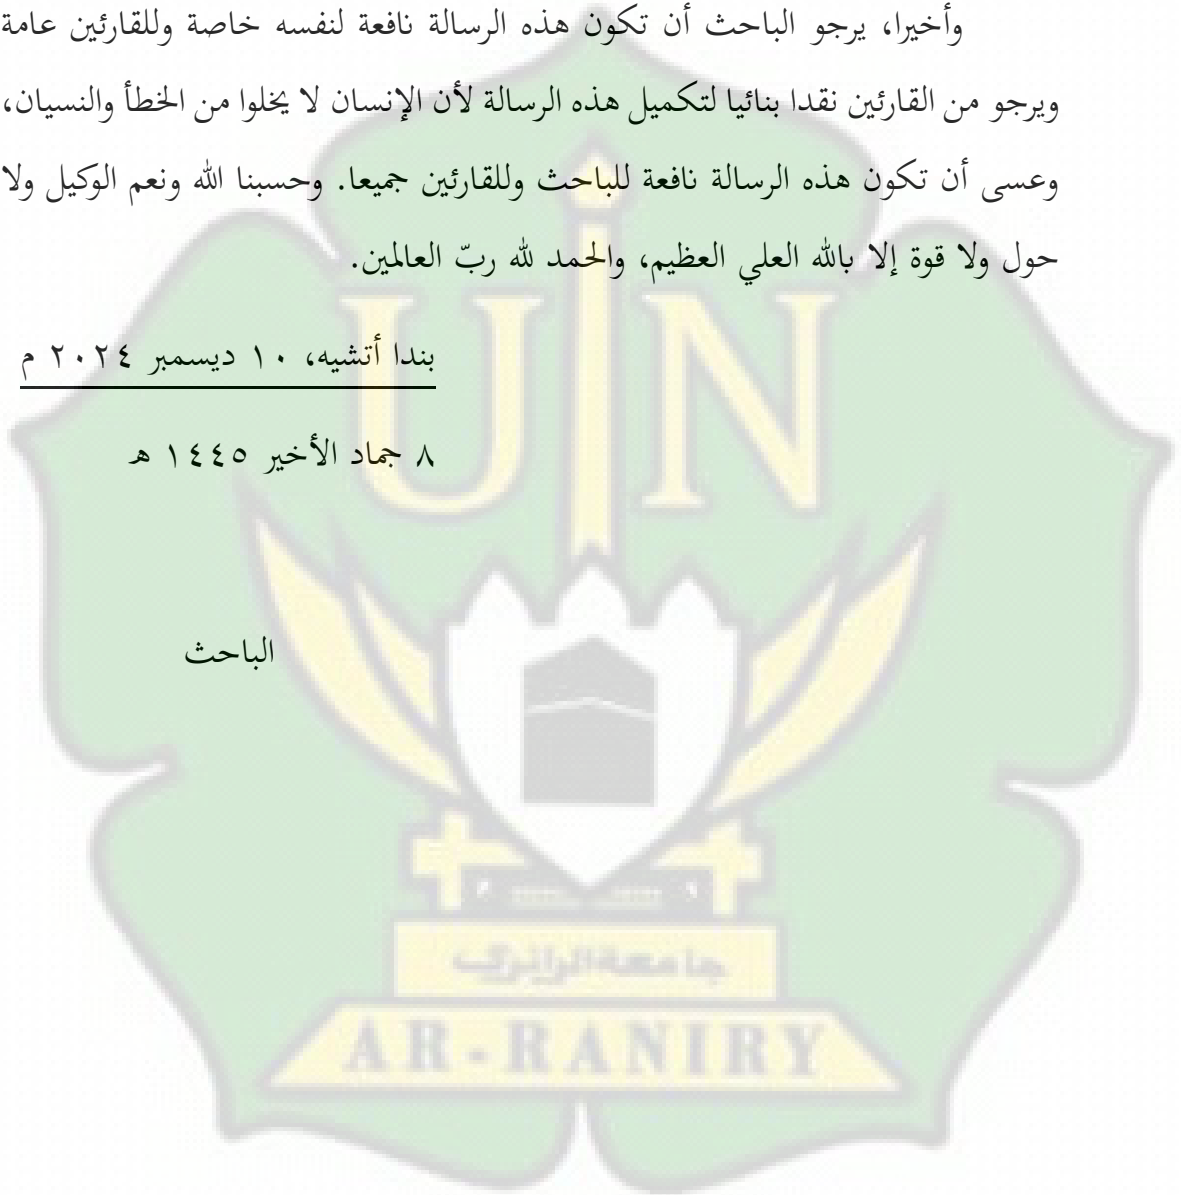 وأخيرا، يرجو الباحث أن تكون هذه الرسالة نافعة لنفسه خاصة وللقارئين عامة
ويرجو من القارئين نقدا بنائيا لتكميل هذه الرسالة لأن الإنسان لا يخلوا من الخطأ والنسيان،
وعسى أن تكون هذه الرسالة نافعة للباحث وللقارئين جميعا. وحسبنا الله ونعم الوكيل ولا
حول ولا قوة إلا بالله العلي العظيم، والحمد لله ربّ العالمين.
UIN
بندا أتشيه، ١٠ ديسمبر ٢٠٢٤ م
٨ جماد الأخير ١٤٤٥ هـ
الباحث
جامعة الرانري
AR-RANIRY